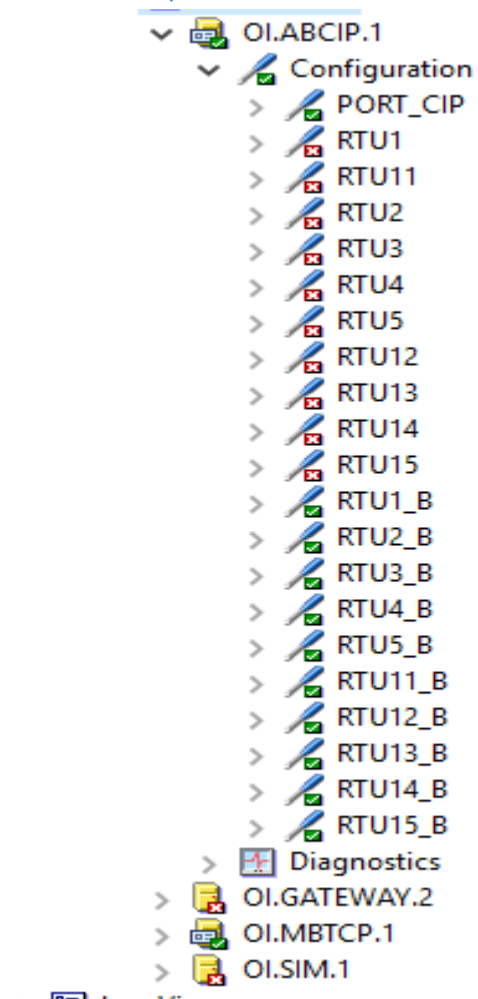 OI.ABCIP.1
Configuration
PORT_CIP
RTU1
RTU11
RTU2
RTU3
RTU4
RTU5
RTU12
RTU13
RTU14
RTU15
RTU1_B
RTU2_B
RTU3_B
RTU4_B
RTU5_B
RTU11_B
RTU12_B
RTU13_B
RTU14_B
RTU15_B
Diagnostics
OI.GATEWAY.2
OI.MBTCP.1
OI.SIM.1